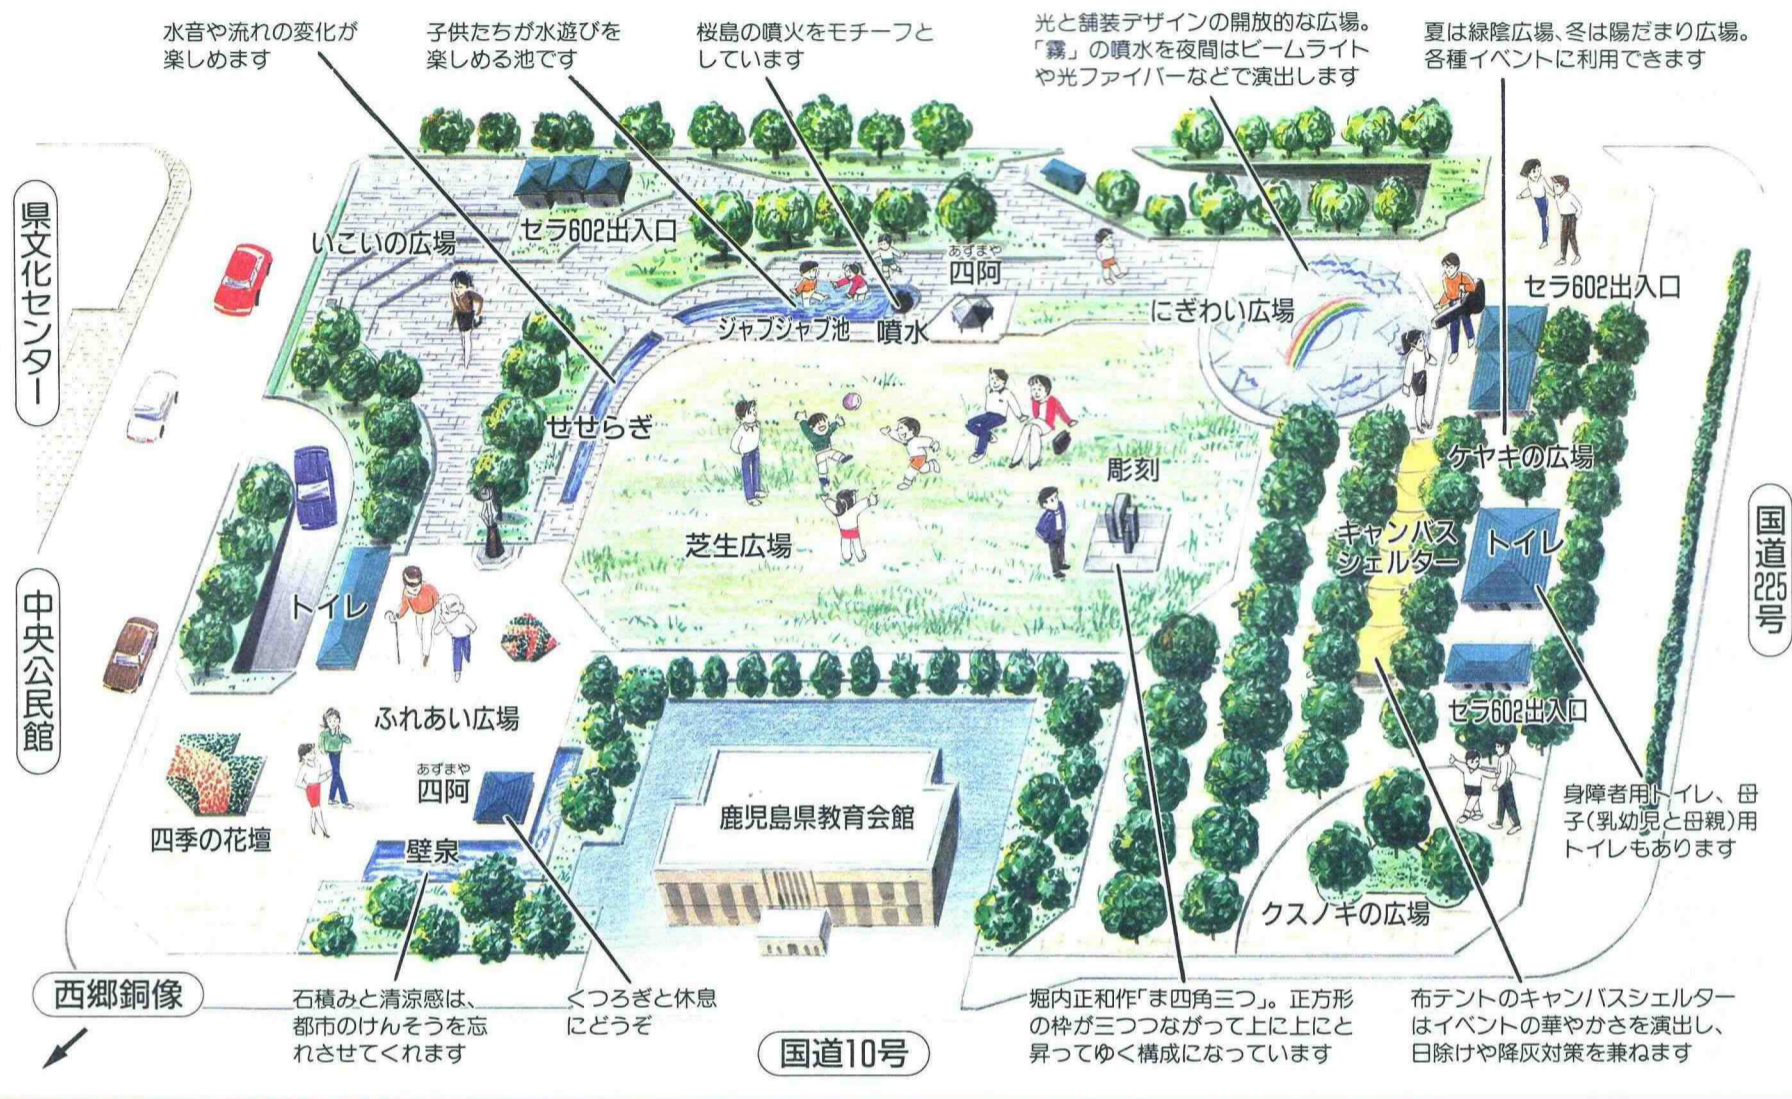 水音や流れの変化が
楽しめます
子供たちが水遊びを
楽しめる池です
桜島の噴火をモチーフと
しています
光と舗装デザインの開放的な広場。
「霧」の噴水を夜間はビームライト
や光ファイバーなどで演出します
夏は緑陰広場、冬は陽だまり広場。
各種イベントに利用できます
県文化センター
いこいの広場
セラ602出入口
あずまや
四阿
ジャブジャブ池
噴水
にぎわい広場
セラ602出入口
せせらぎ
ケヤキの広場
彫刻
芝生広場
キャンバス
シェルター
トイレ
国道225号
中央公民館
トイレ
ふれあい広場
セラ602出入口
あずまや
四阿
四季の花壇
壁泉
鹿児島県教育会館
身障者用トイレ、母
子(乳幼児と母親)用
トイレもあります
クスノキの広場
西郷銅像
石積みと清涼感は、
都市のけんそうを忘
れさせてくれます
くつろぎと休息
にどうぞ
国道10号
堀内正和作「ま四角三つ」。正方形
の枠が三つつながって上に上にと
昇ってゆく構成になっています
布テントのキャンバスシェルター
はイベントの華やかさを演出し、
日除けや降灰対策を兼ねます